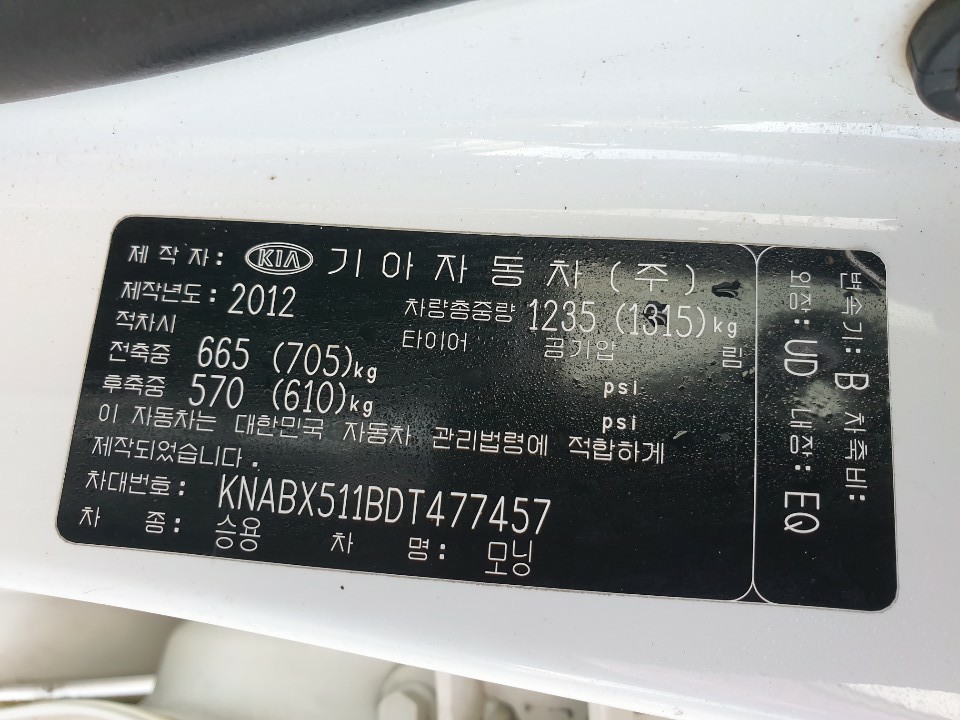 제 작 자 : KIA 기 아 자 동 차 ( 주 )
제작년도 : 2012 차량총중량 1235 (1315)kg
적차시 타이어 공기압 림
전축중 665 (705)kg psi
후축중 570 (610)kg psi
이 자동차는 대한민국 자동차 관리법령에 적합하게
제작되었습니다 .
차대번호 : KNABX511BDT477457
차 종 : 승용 차 명 : 모닝
변속기 : B 차축비 :
외장 : UD 내장 : EQ